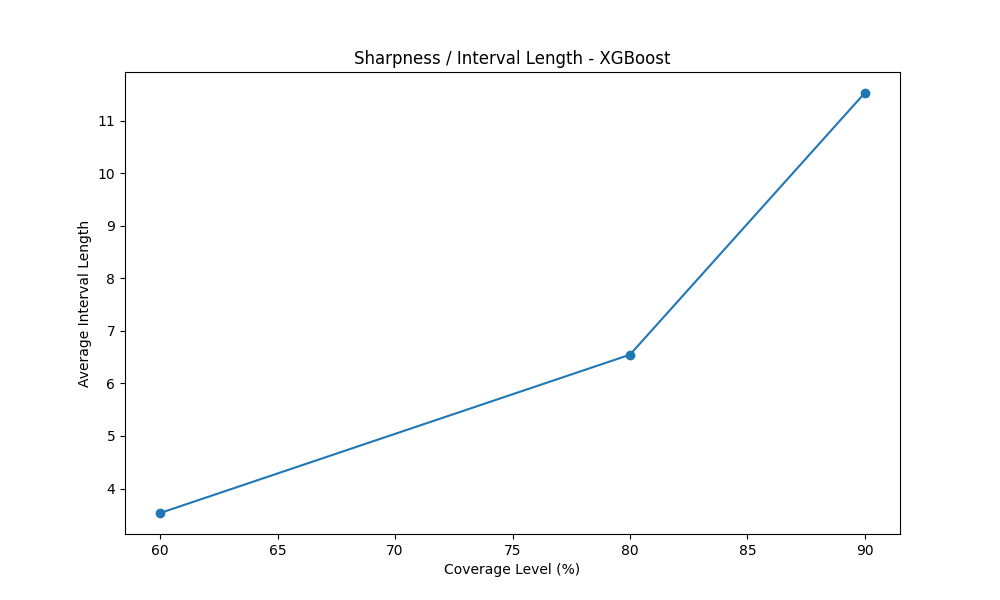 Sharpness / Interval Length - XGBoost
Average Interval Length
11
10
9
8
7
6
5
4
60 65 70 75 80 85 90
Coverage Level (%)